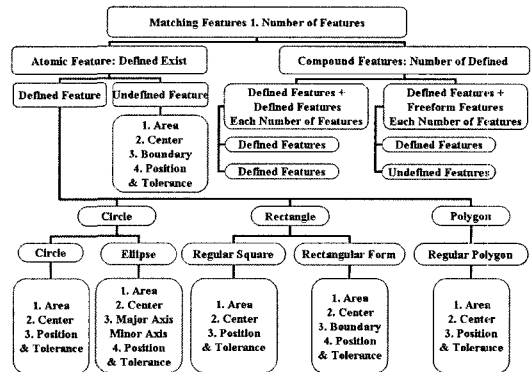 Matching Features 1. Number of Features
Atomic Feature: Defined Exist
Compound Features: Number of Defined
Defined Feature
Undefined Feature
1. Area
2. Center
3. Boundary
4. Position
& Tolerance
Defined Features +
Defined Features
Each Number of Features
Defined Features
Defined Features
Defined Features +
Freeform Features
Each Number of Features
Defined Features
Undefined Features
Circle
Rectangle
Polygon
Circle
Ellipse
Regular Square
Rectangular Form
Regular Polygon
1. Area
2. Center
3. Position
& Tolerance
1. Area
2. Center
3. Major Axis
Minor Axis
4. Position
& Tolerance
1. Area
2. Center
3. Position
& Tolerance
1. Area
2. Center
3. Boundary
4. Position
& Tolerance
1. Area
2. Center
3. Position
& Tolerance